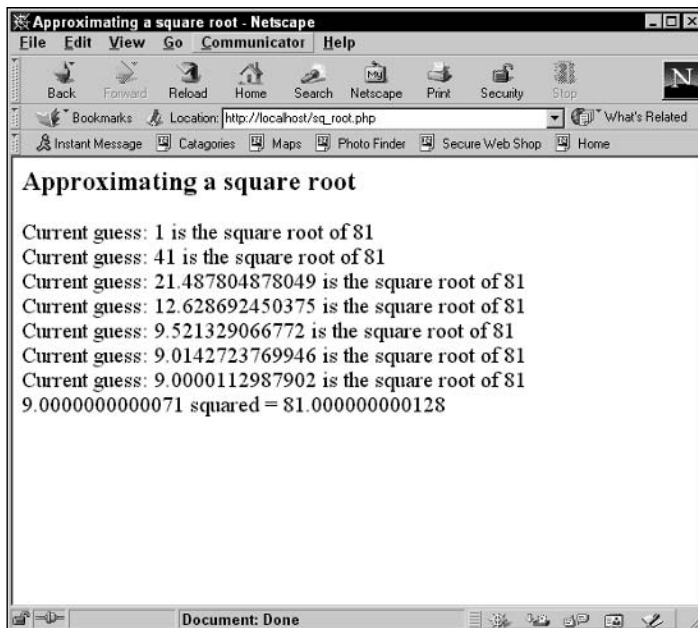 Approximating a square root - Netscape
File Edit View Go Communicator Help
Back Forward Reload Home Search Netscape Print Security Stop
My
N
Bookmarks Location: http://localhost/sq_root.php What's Related
Instant Message Catagories Maps Photo Finder Secure Web Shop Home
Approximating a square root
Current guess: 1 is the square root of 81
Current guess: 41 is the square root of 81
Current guess: 21.487804878049 is the square root of 81
Current guess: 12.628692450375 is the square root of 81
Current guess: 9.521329066772 is the square root of 81
Current guess: 9.0142723769946 is the square root of 81
Current guess: 9.0000112987902 is the square root of 81
9.0000000000071 squared = 81.000000000128
Document: Done